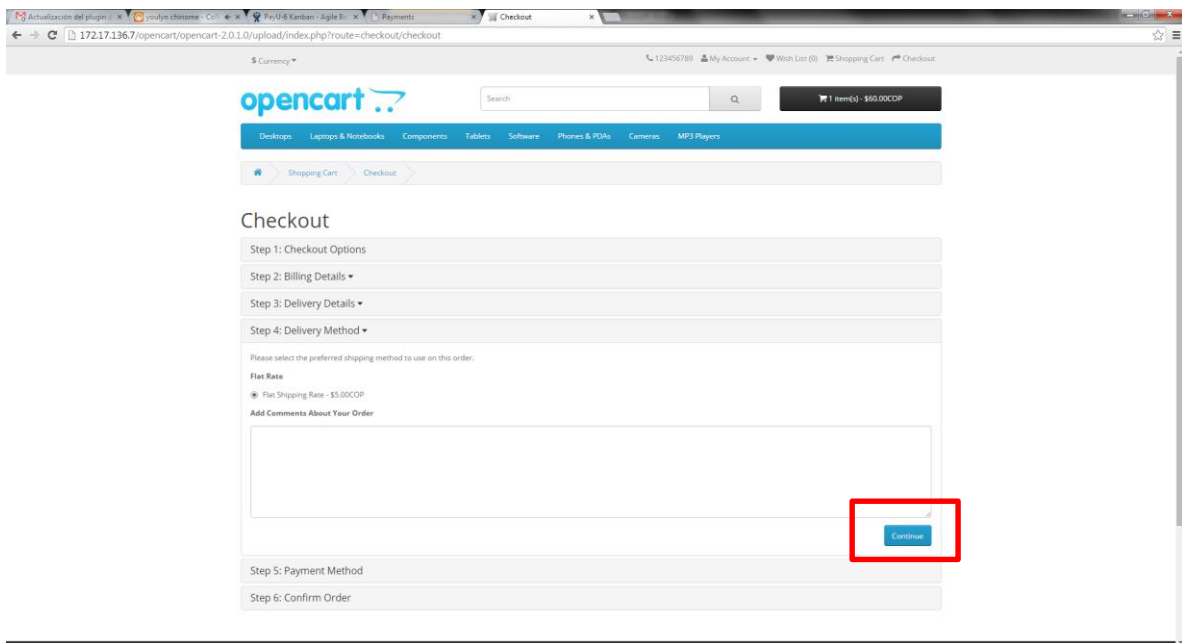 Actualización del plugin d
youlyn chinome - Col
PayU-6 Kanban - Agile Bo
Payments
Checkout
172.17.136.7/opencart/opencart-2.0.1.0/upload/index.php?route=checkout/checkout
$ Currency
123456789 My Account Wish List (0) Shopping Cart Checkout
opencart
Search
1 item(s) - $60.00COP
Desktops Laptops & Notebooks Components Tablets Software Phones & PDAs Cameras MP3 Players
Shopping Cart Checkout
Checkout
Step 1: Checkout Options
Step 2: Billing Details
Step 3: Delivery Details
Step 4: Delivery Method
Please select the preferred shipping method to use on this order.
Flat Rate
Flat Shipping Rate - $5.00COP
Add Comments About Your Order
Continue
Step 5: Payment Method
Step 6: Confirm Order